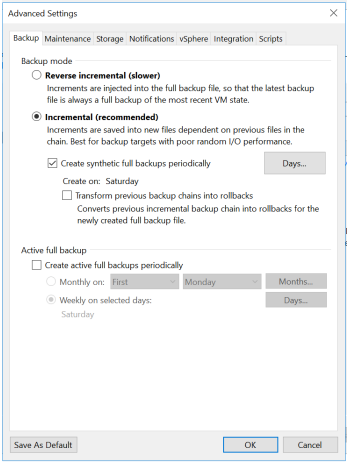 Advanced Settings
Backup Maintenance Storage Notifications vSphere Integration Scripts
Backup mode
Reverse incremental (slower)
Increments are injected into the full backup file, so that the latest backup
file is always a full backup of the most recent VM state.
Incremental (recommended)
Increments are saved into new files dependent on previous files in the
chain. Best for backup targets with poor random I/O performance.
Create synthetic full backups periodically
Days...
Create on: Saturday
Transform previous backup chains into rollbacks
Converts previous incremental backup chain into rollbacks for the
newly created full backup file.
Active full backup
Create active full backups periodically
Monthly on: First Monday Months...
Weekly on selected days: Days...
Saturday
Save As Default OK Cancel